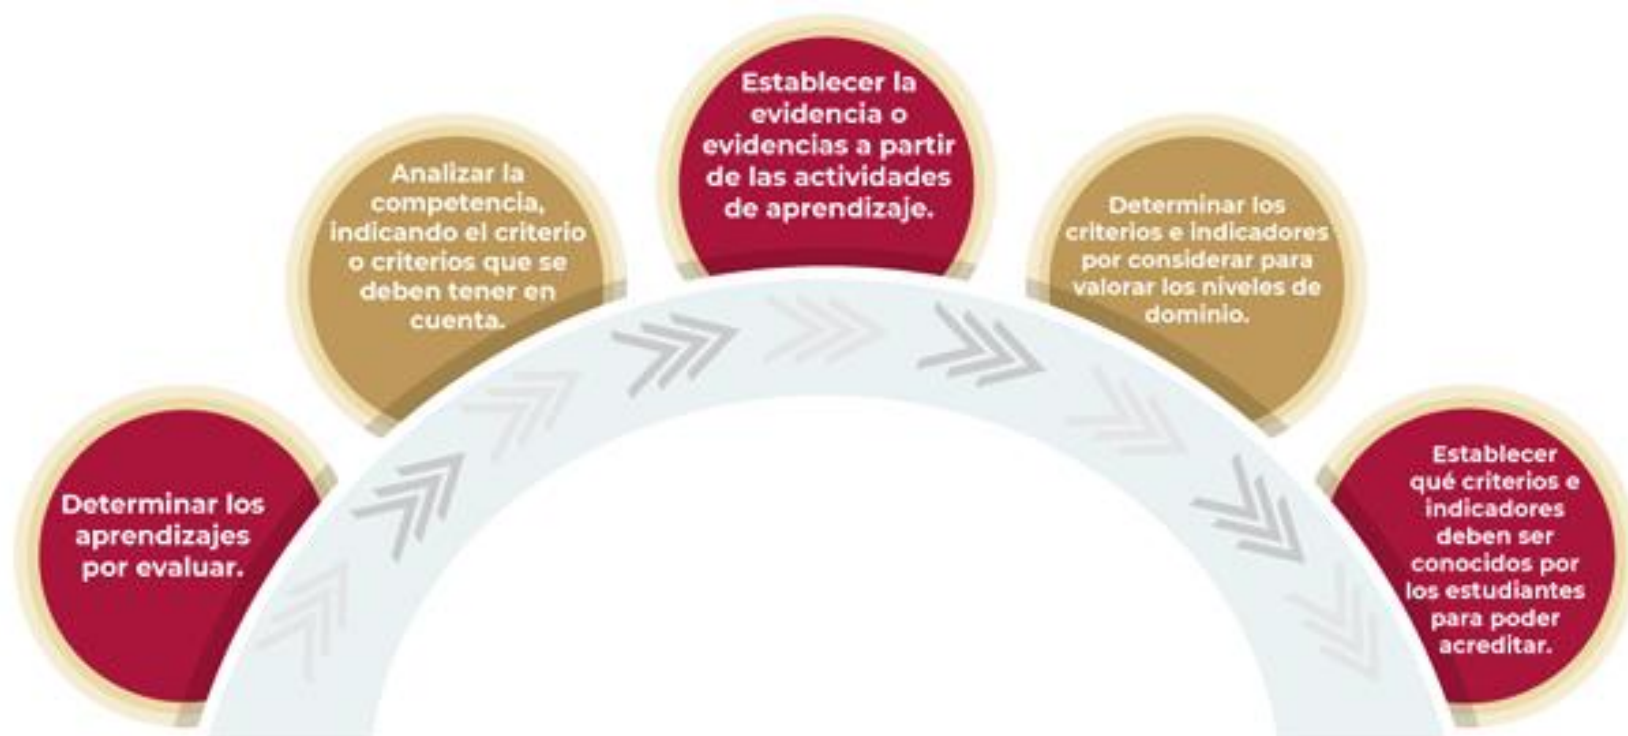 Determinar los
aprendizajes
por evaluar.
Analizar la
competencia,
indicando el criterio
o criterios que se
deben tener en
cuenta.
Establecer la
evidencia o
evidencias a partir
de las actividades
de aprendizaje.
Determinar los
criterios e indicadores
por considerar para
valorar los niveles de
dominio.
Establecer
qué criterios e
indicadores
deben ser
conocidos por
los estudiantes
para poder
acreditar.